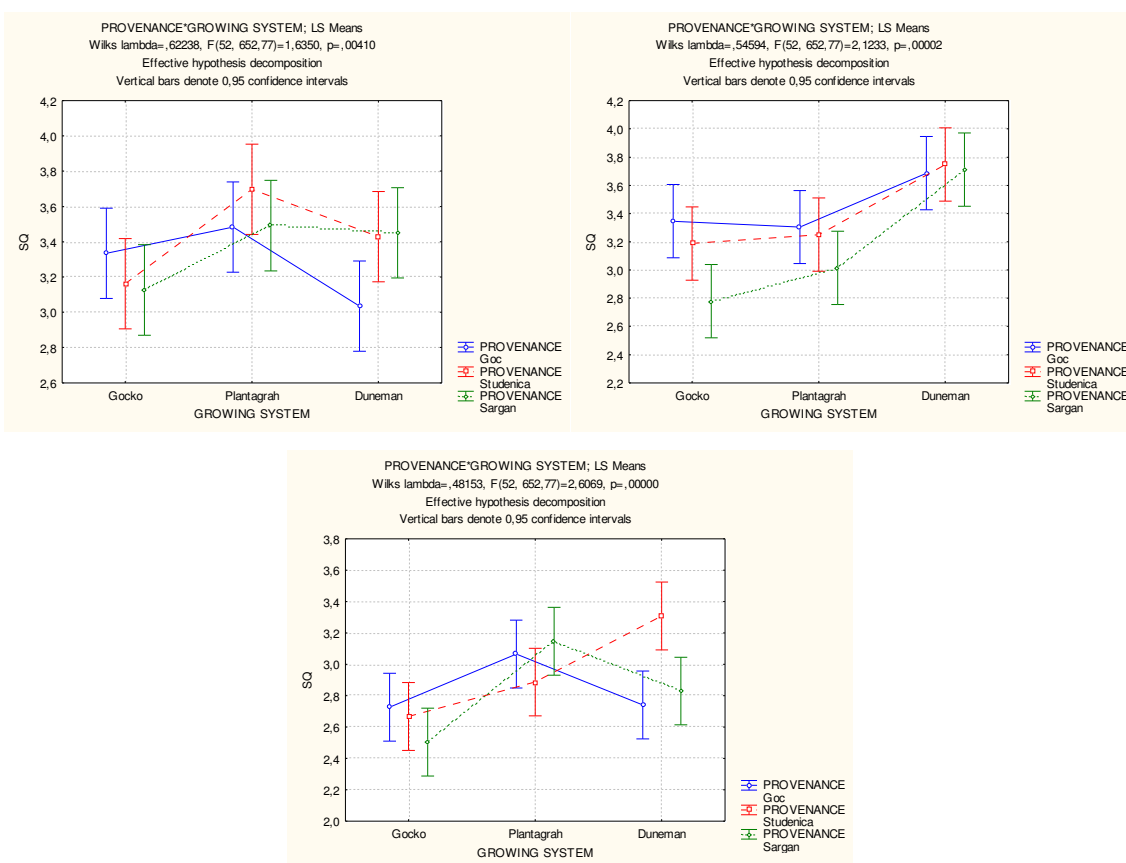 PROVENANCE*GROWING SYSTEM; LS Means
Wilks lambda=,62238, F(52, 652,77)=1,6350, p=,00410
Effective hypothesis decomposition
Vertical bars denote 0,95 confidence intervals
4,2
4,0
3,8
3,6
3,4
3,2
3,0
2,8
2,6
SQ
Gocko Plantagrah Duneman
GROWING SYSTEM
PROVENANCE
Goc
PROVENANCE
Studenica
PROVENANCE
Sargan
PROVENANCE*GROWING SYSTEM; LS Means
Wilks lambda=,54594, F(52, 652,77)=2,1233, p=,00002
Effective hypothesis decomposition
Vertical bars denote 0,95 confidence intervals
4,2
4,0
3,8
3,6
3,4
3,2
3,0
2,8
2,6
2,4
2,2
SQ
Gocko Plantagrah Duneman
GROWING SYSTEM
PROVENANCE
Goc
PROVENANCE
Studenica
PROVENANCE
Sargan
PROVENANCE*GROWING SYSTEM; LS Means
Wilks lambda=,48153, F(52, 652,77)=2,6069, p=,00000
Effective hypothesis decomposition
Vertical bars denote 0,95 confidence intervals
3,8
3,6
3,4
3,2
3,0
2,8
2,6
2,4
2,2
2,0
SQ
Gocko Plantagrah Duneman
GROWING SYSTEM
PROVENANCE
Goc
PROVENANCE
Studenica
PROVENANCE
Sargan